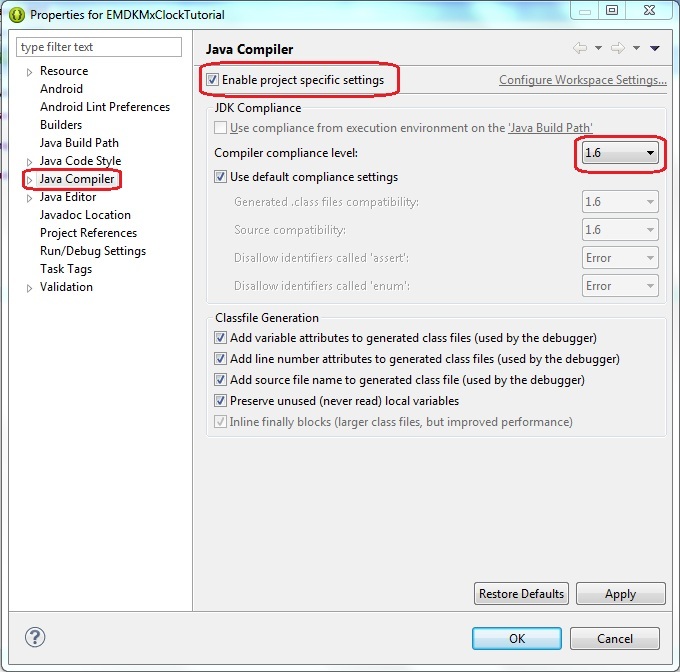 Properties for EMDKMxClockTutorial
type filter text
Resource
Android
Android Lint Preferences
Builders
Java Build Path
Java Code Style
Java Compiler
Java Editor
Javadoc Location
Project References
Run/Debug Settings
Task Tags
Validation
Java Compiler
Enable project specific settings
Configure Workspace Settings...
JDK Compliance
Use compliance from execution environment on the 'Java Build Path'
Compiler compliance level: 1.6
Use default compliance settings
Generated .class files compatibility: 1.6
Source compatibility: 1.6
Disallow identifiers called 'assert': Error
Disallow identifiers called 'enum': Error
Classfile Generation
Add variable attributes to generated class files (used by the debugger)
Add line number attributes to generated class files (used by the debugger)
Add source file name to generated class file (used by the debugger)
Preserve unused (never read) local variables
Inline finally blocks (larger class files, but improved performance)
Restore Defaults Apply
? OK Cancel